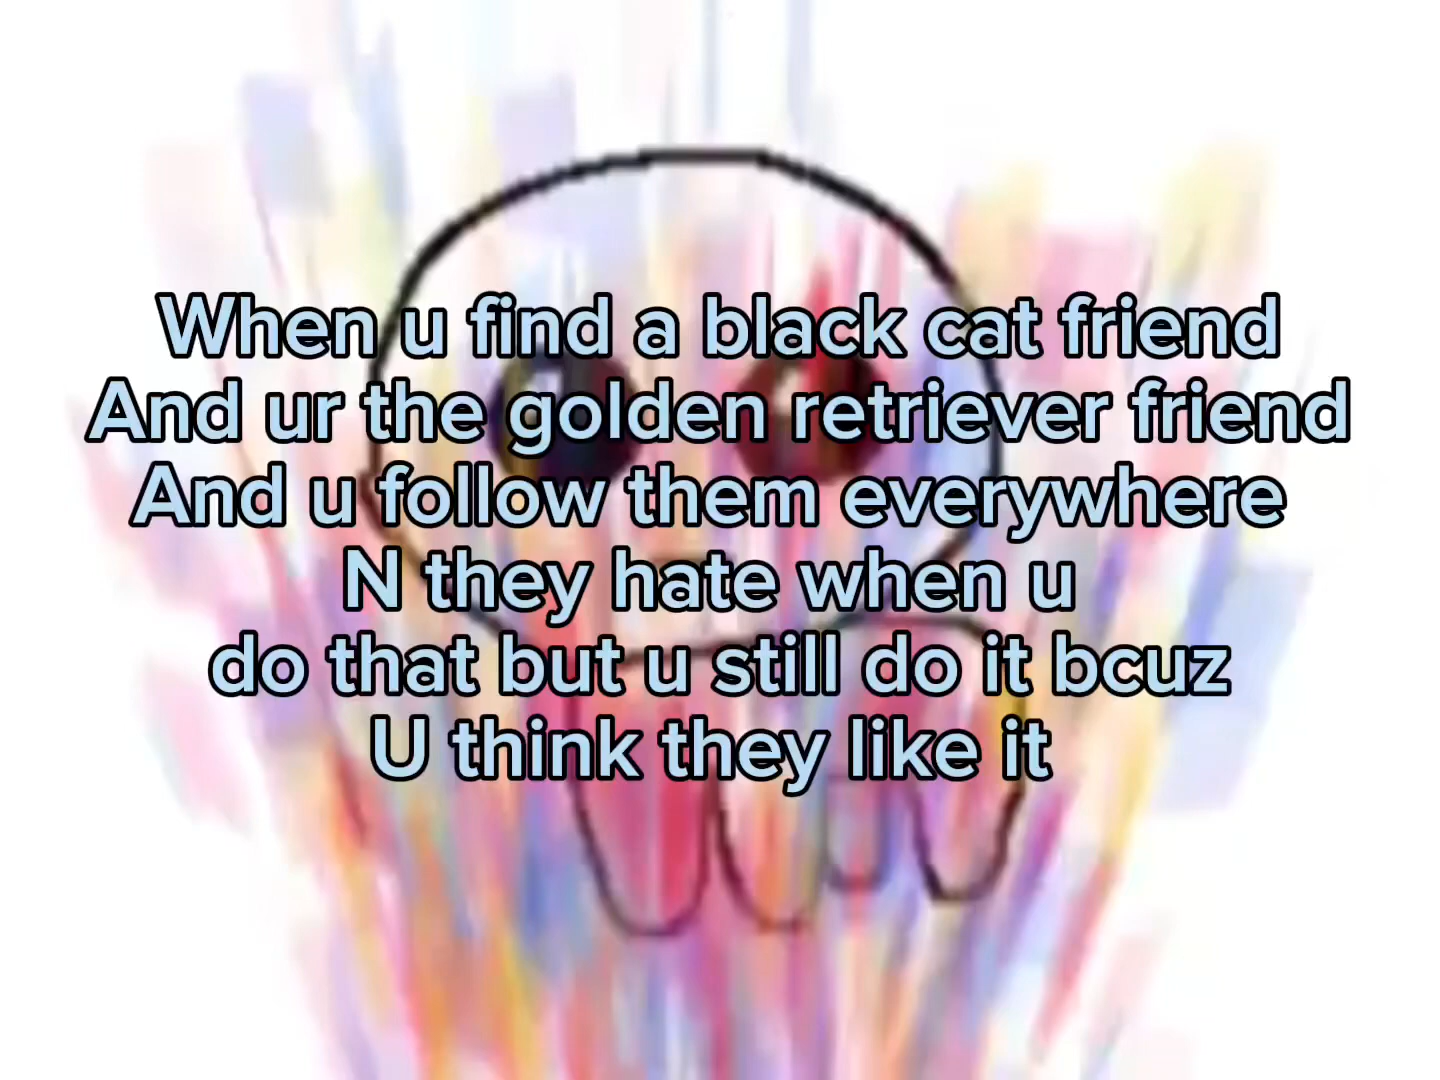 When u find a black cat friend
And ur the golden retriever friend
And u follow them everywhere
N they hate when u
do that but u still do it bcuz
U think they like it